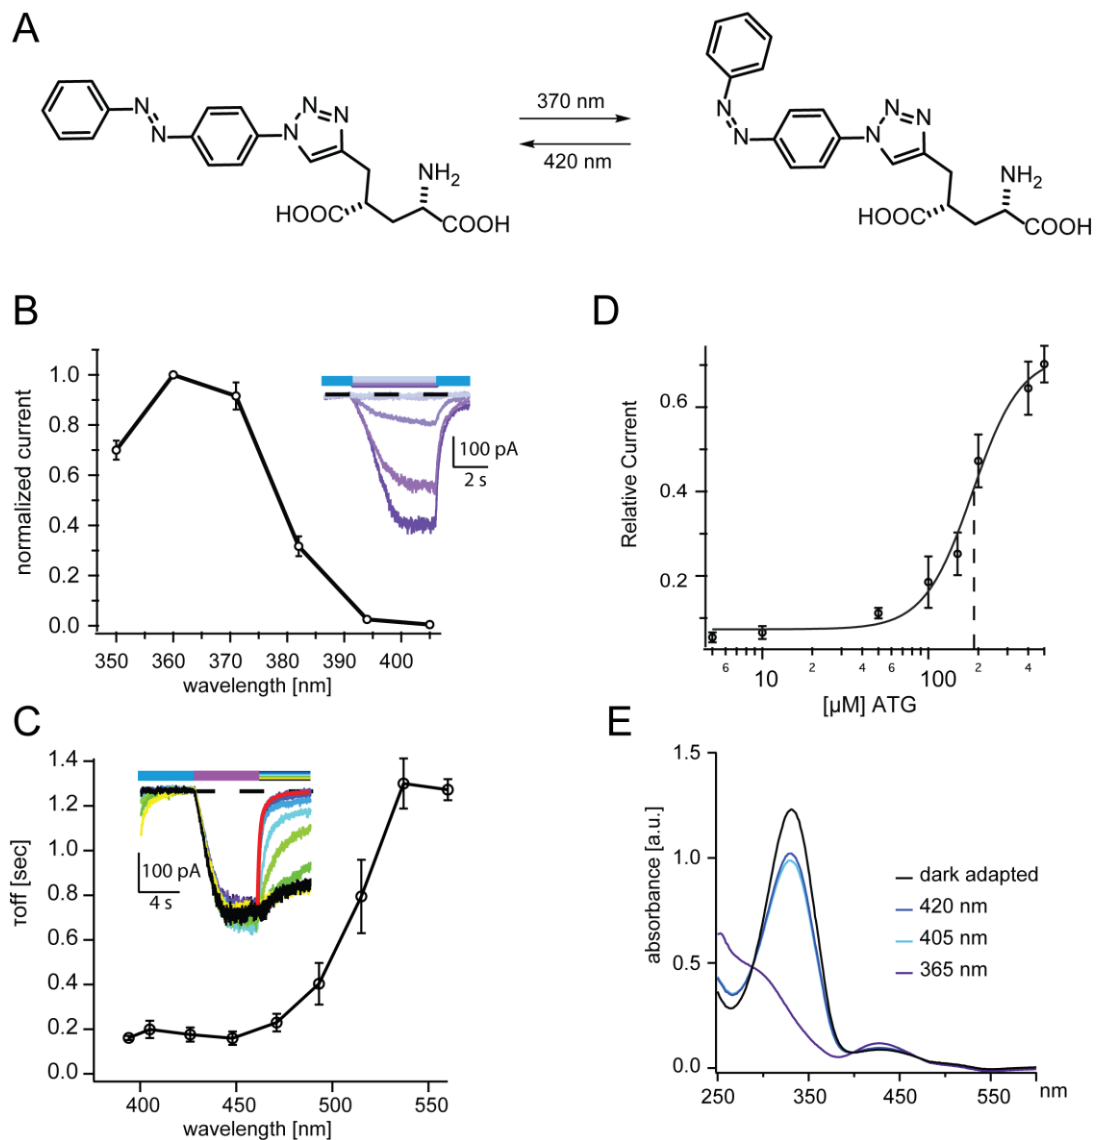 A
N
N
N
N
N
370 nm
420 nm
NH₂
HOOC
COOH
N
N
N
N
N
NH₂
HOOC
COOH
B
normalized current
1.0
0.8
0.6
0.4
0.2
0.0
350
360
370
380
390
400
wavelength [nm]
100 pA
2 s
D
Relative Current
0.6
0.4
0.2
6
10
2
4
6
100
2
4
[µM] ATG
C
τoff [sec]
1.4
1.2
1.0
0.8
0.6
0.4
0.2
0.0
400
450
500
550
wavelength [nm]
100 pA
4 s
E
absorbance [a.u.]
1.5
1.0
0.5
0.0
250
350
450
550
nm
dark adapted
420 nm
405 nm
365 nm